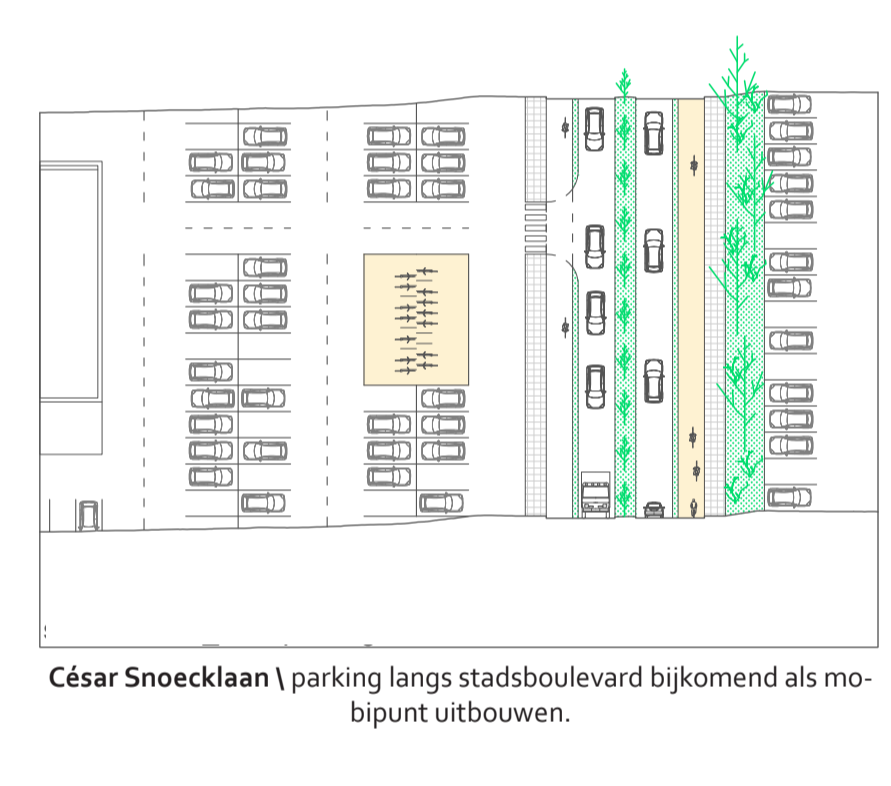 César Snoecklaan \ parking langs stadsboulevard bijkomend als mo-
bipunt uitbouwen.